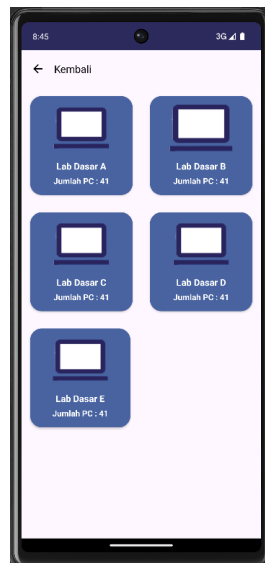 8:45 3G
Kembali
Lab Dasar A
Jumlah PC : 41
Lab Dasar B
Jumlah PC : 41
Lab Dasar C
Jumlah PC : 41
Lab Dasar D
Jumlah PC : 41
Lab Dasar E
Jumlah PC : 41